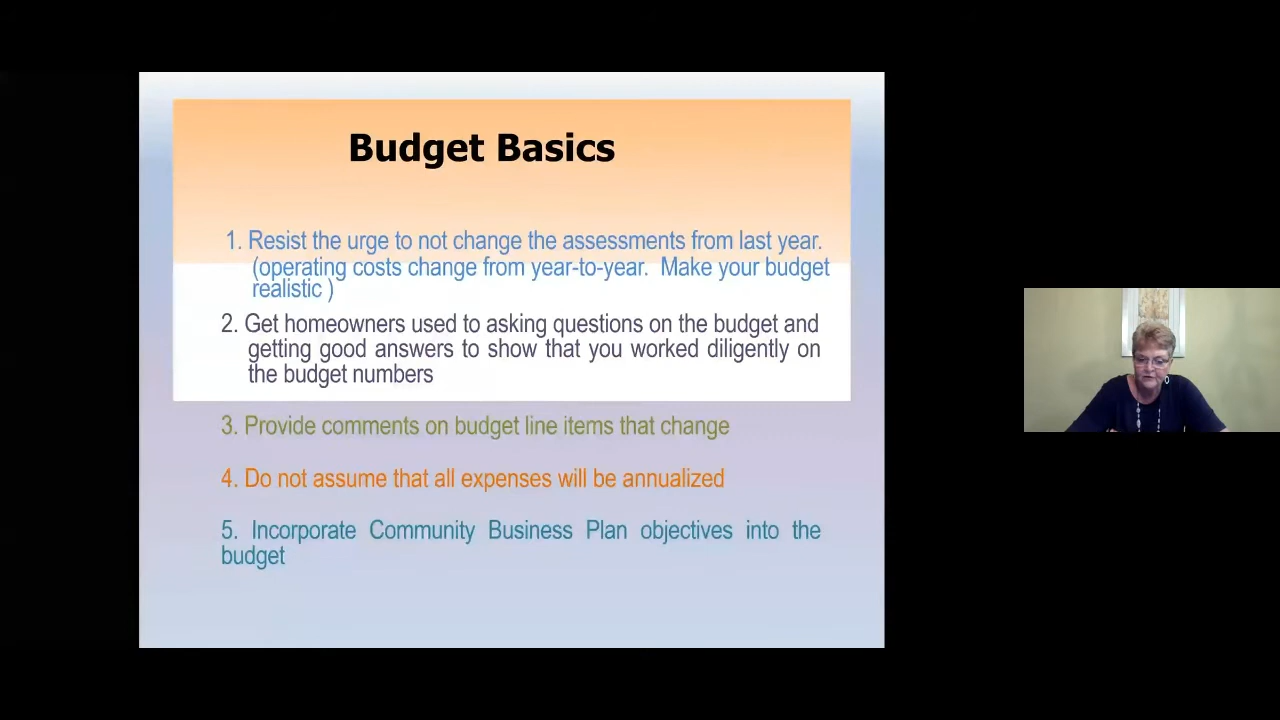 Budget Basics
1. Resist the urge to not change the assessments from last year.
(operating costs change from year-to-year. Make your budget
realistic )
2. Get homeowners used to asking questions on the budget and
getting good answers to show that you worked diligently on
the budget numbers
3. Provide comments on budget line items that change
4. Do not assume that all expenses will be annualized
5. Incorporate Community Business Plan objectives into the
budget